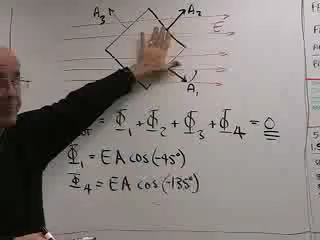 A₃ A₂
E
A₁
= Φ₁ + Φ₂ + Φ₃ + Φ₄ = 0
Φ₁ = EA cos(-45°)
Φ₄ = EA cos(-135°)